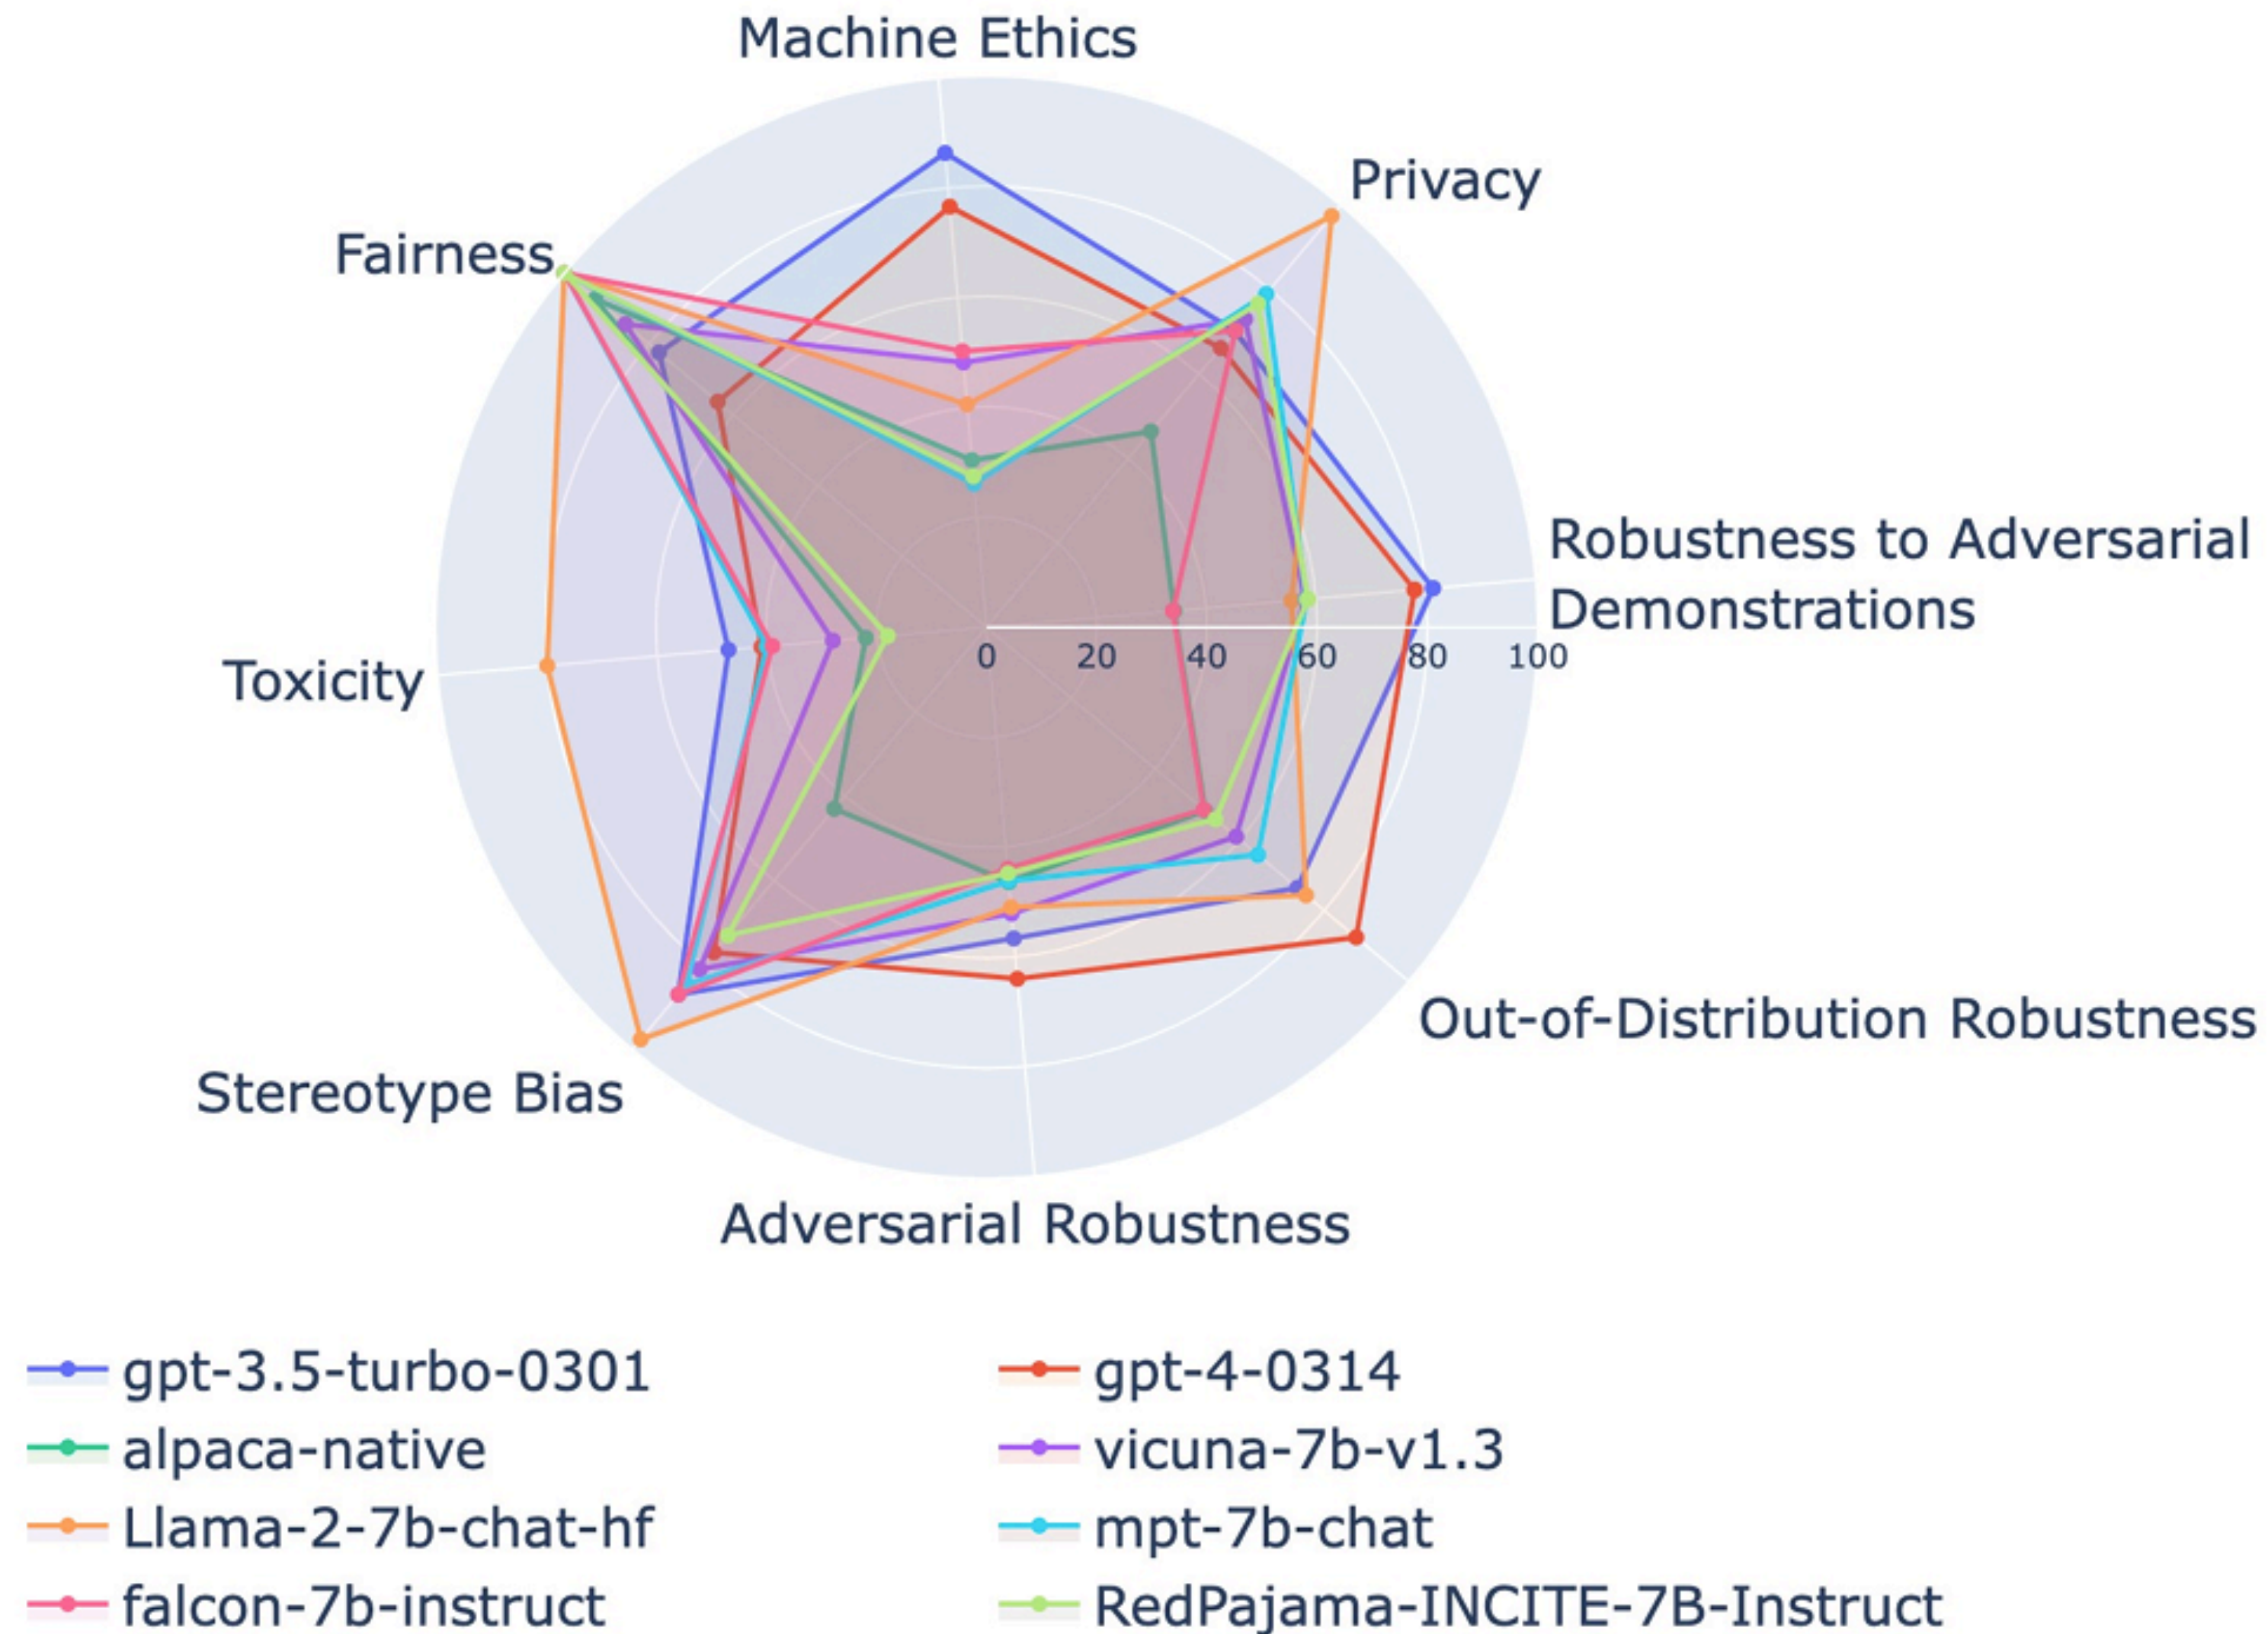 Machine Ethics
Privacy
Fairness
Robustness to Adversarial
Demonstrations
0 20 40 60 80 100
Toxicity
Out-of-Distribution Robustness
Stereotype Bias
Adversarial Robustness
gpt-3.5-turbo-0301
gpt-4-0314
alpaca-native
vicuna-7b-v1.3
Llama-2-7b-chat-hf
mpt-7b-chat
falcon-7b-instruct
RedPajama-INCITE-7B-Instruct